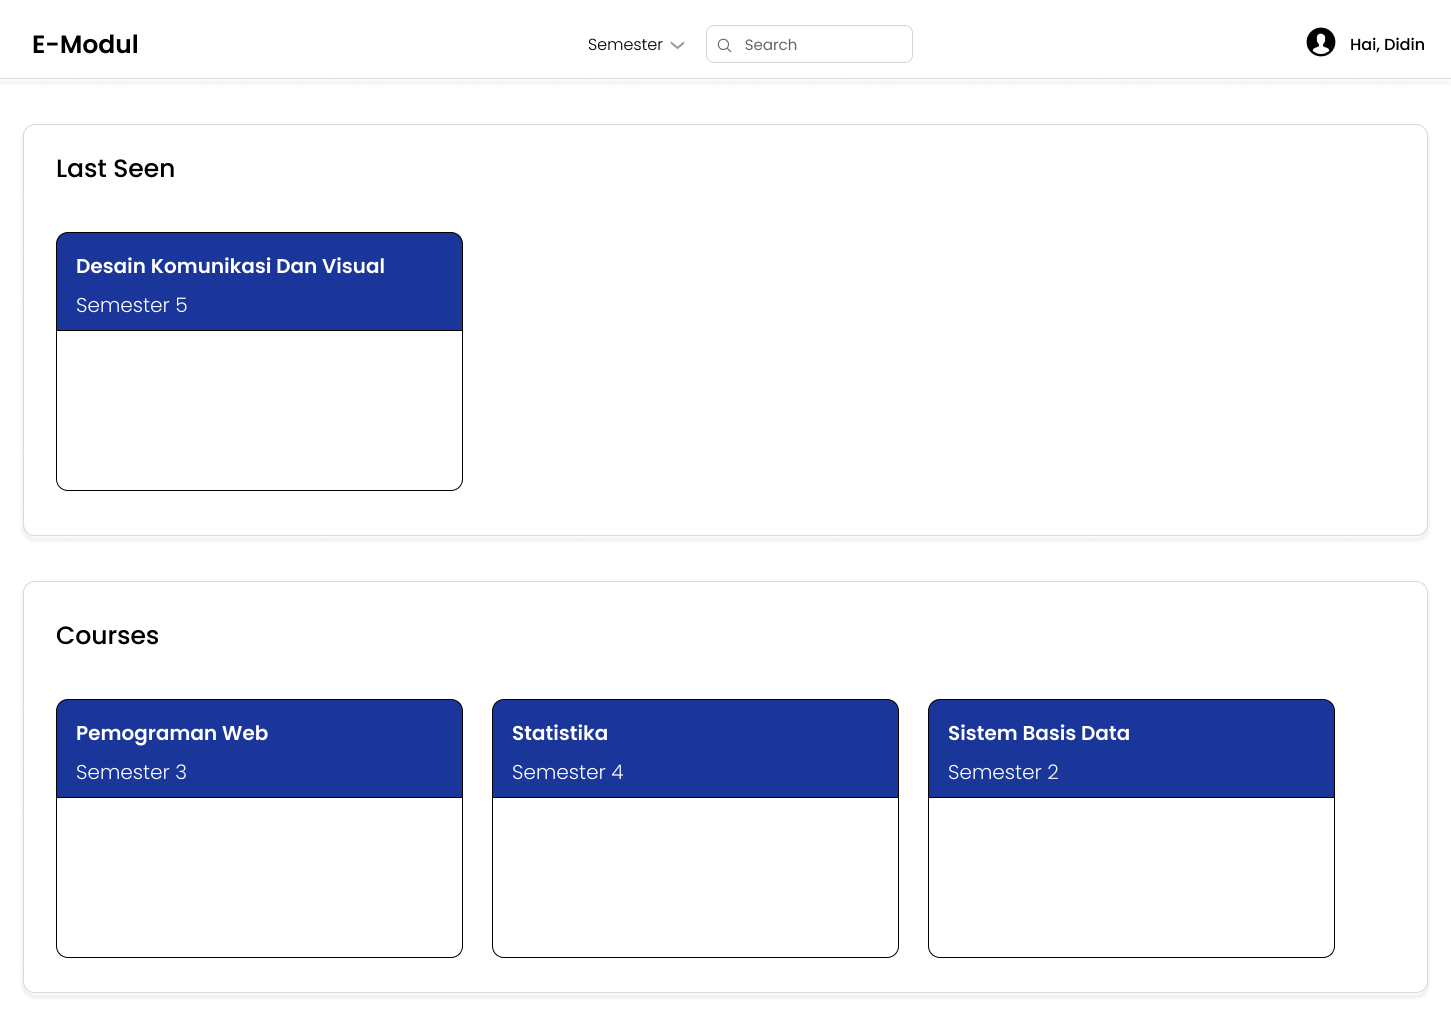 E-Modul
Semester
Search
Hai, Didin
Last Seen
Desain Komunikasi Dan Visual
Semester 5
Courses
Pemograman Web
Semester 3
Statistika
Semester 4
Sistem Basis Data
Semester 2